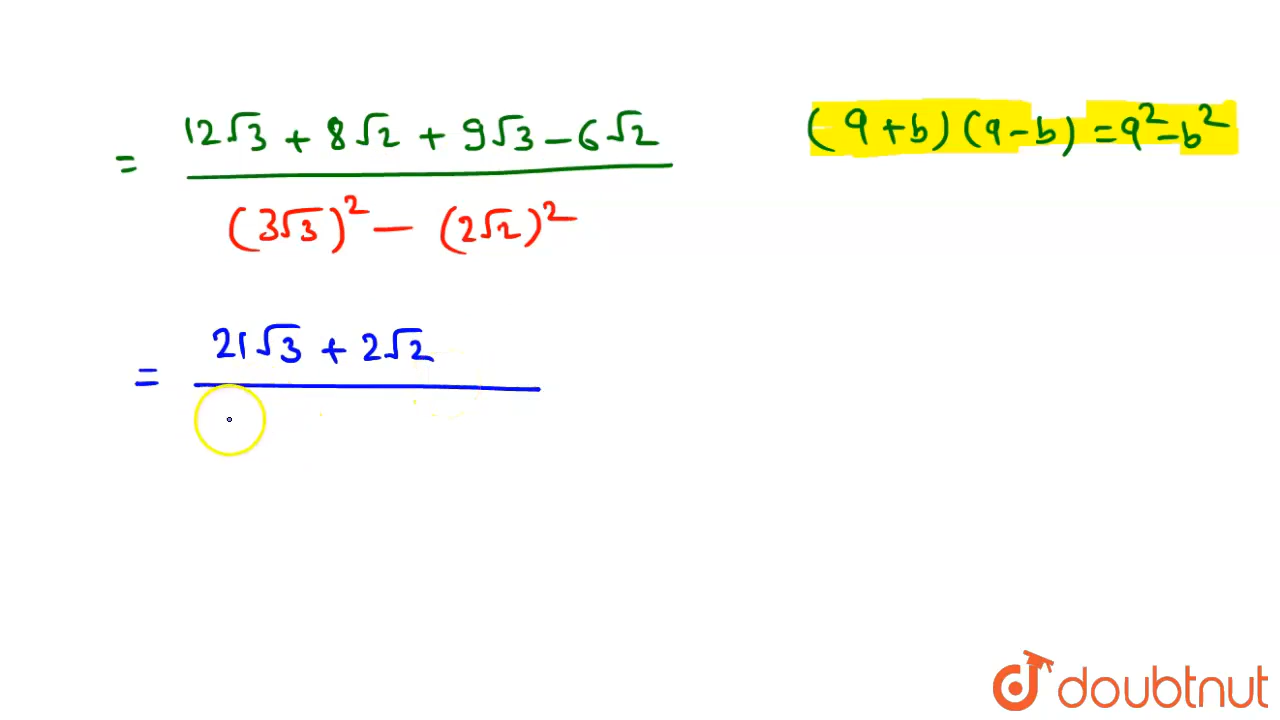 = 12√3 + 8√2 + 9√3 - 6√2
(3√3)² - (2√2)²
(a+b)(a-b) = a²-b²
= 21√3 + 2√2
doubtnut